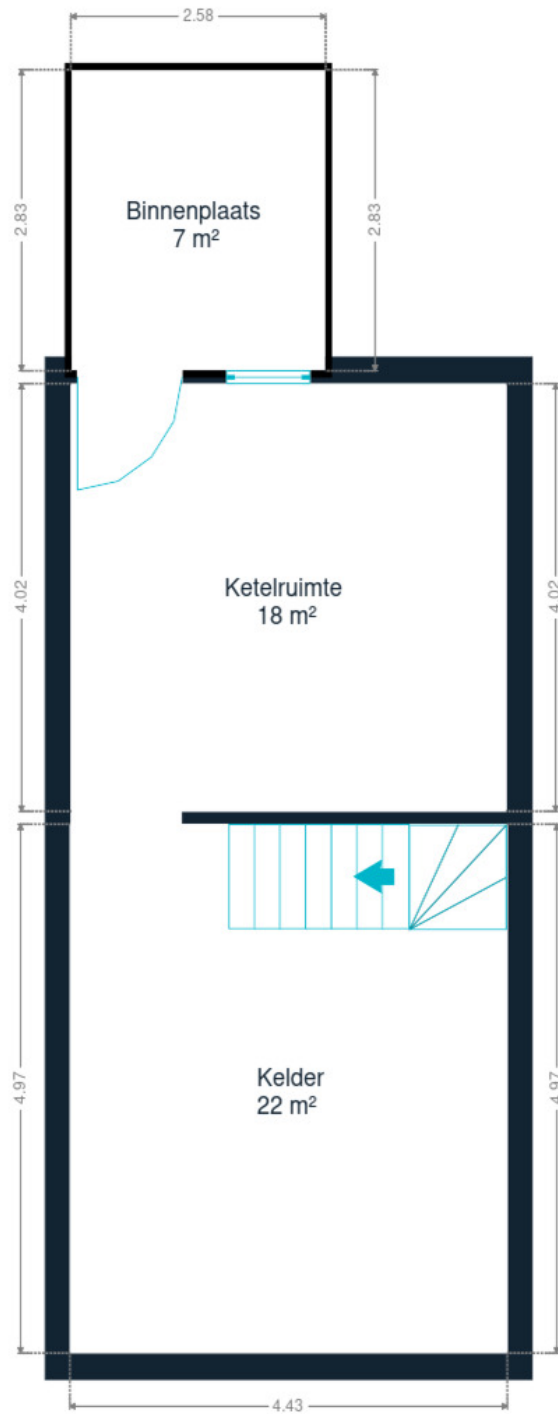 2.58
2.83
2.83
Binnenplaats
7 m²
4.02
4.02
Ketelruimte
18 m²
4.97
4.97
Kelder
22 m²
4.43